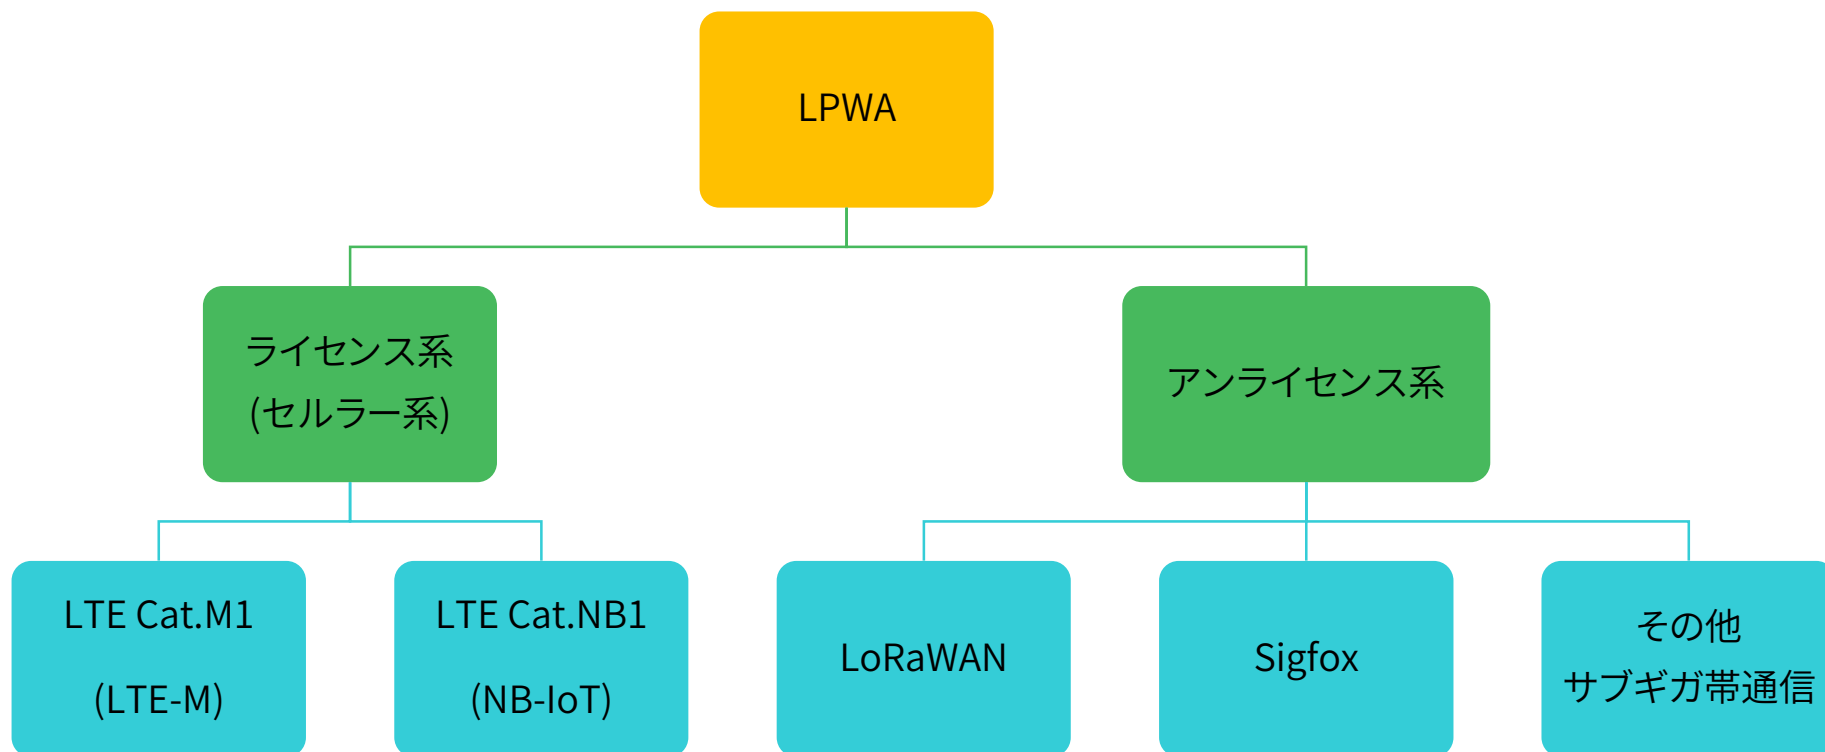 LPWA
ライセンス系
(セルラー系)
アンライセンス系
LTE Cat.M1
(LTE-M)
LTE Cat.NB1
(NB-IoT)
LoRaWAN
Sigfox
その他
サブギガ帯通信